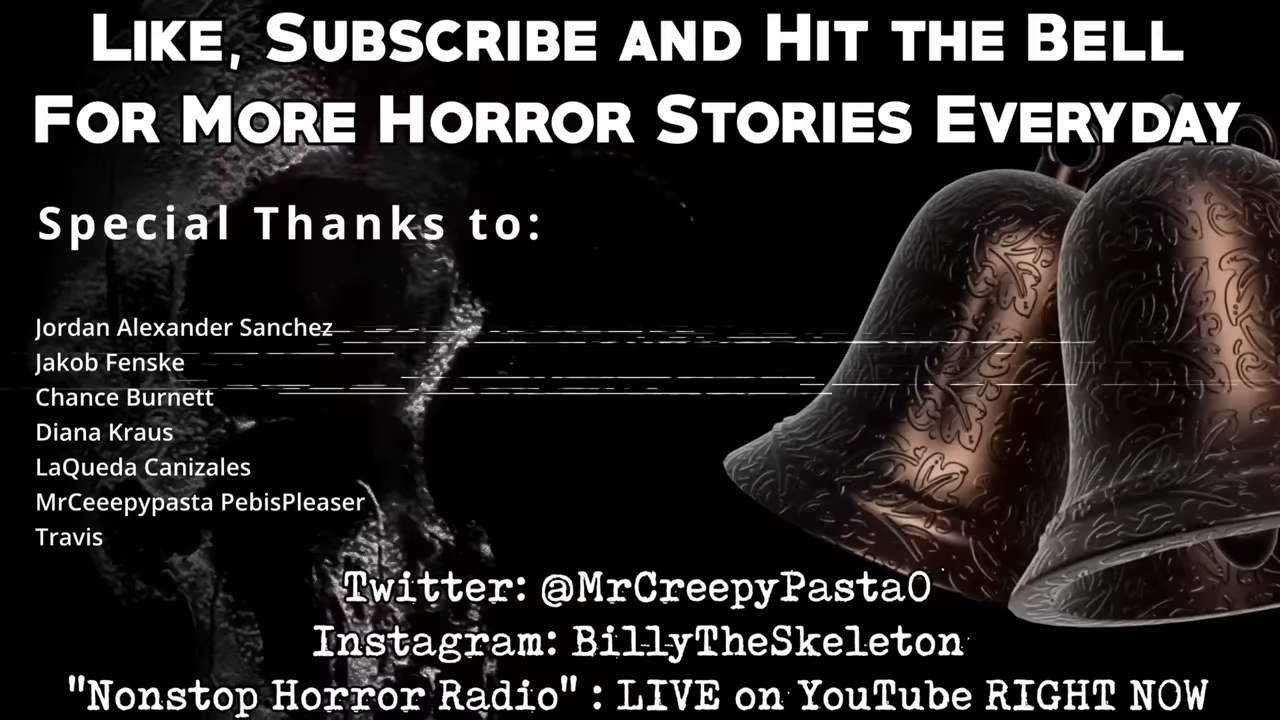 Like, Subscribe and Hit the Bell
For More Horror Stories Everyday
Special Thanks to:
Jordan Alexander Sanchez
Jakob Fenske
Chance Burnett
Diana Kraus
LaQueda Canizales
MrCeeepypasta PebisPleaser
Travis
Twitter: @MrCreepyPasta0
Instagram: BillyTheSkeleton
"Nonstop Horror Radio" : LIVE on YouTube RIGHT NOW